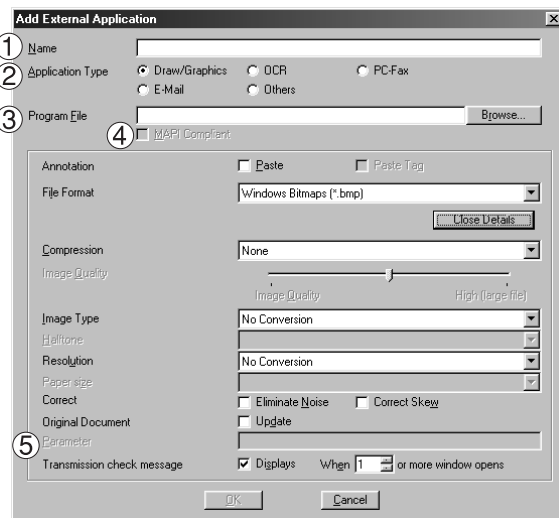 Add External Application
① Name
② Application Type Draw/Graphics OCR PC-Fax
E-Mail Others
③ Program File Browse...
④ MAPI Compliant
Annotation Paste Paste Tag
File Format Windows Bitmaps (*.bmp)
Close Details
Compression None
Image Quality
Image Quality High (large file)
Image Type No Conversion
Halftone
Resolution No Conversion
Paper size
Correct Eliminate Noise Correct Skew
Original Document Update
⑤ Parameter
Transmission check message Displays When 1 or more window opens
OK Cancel